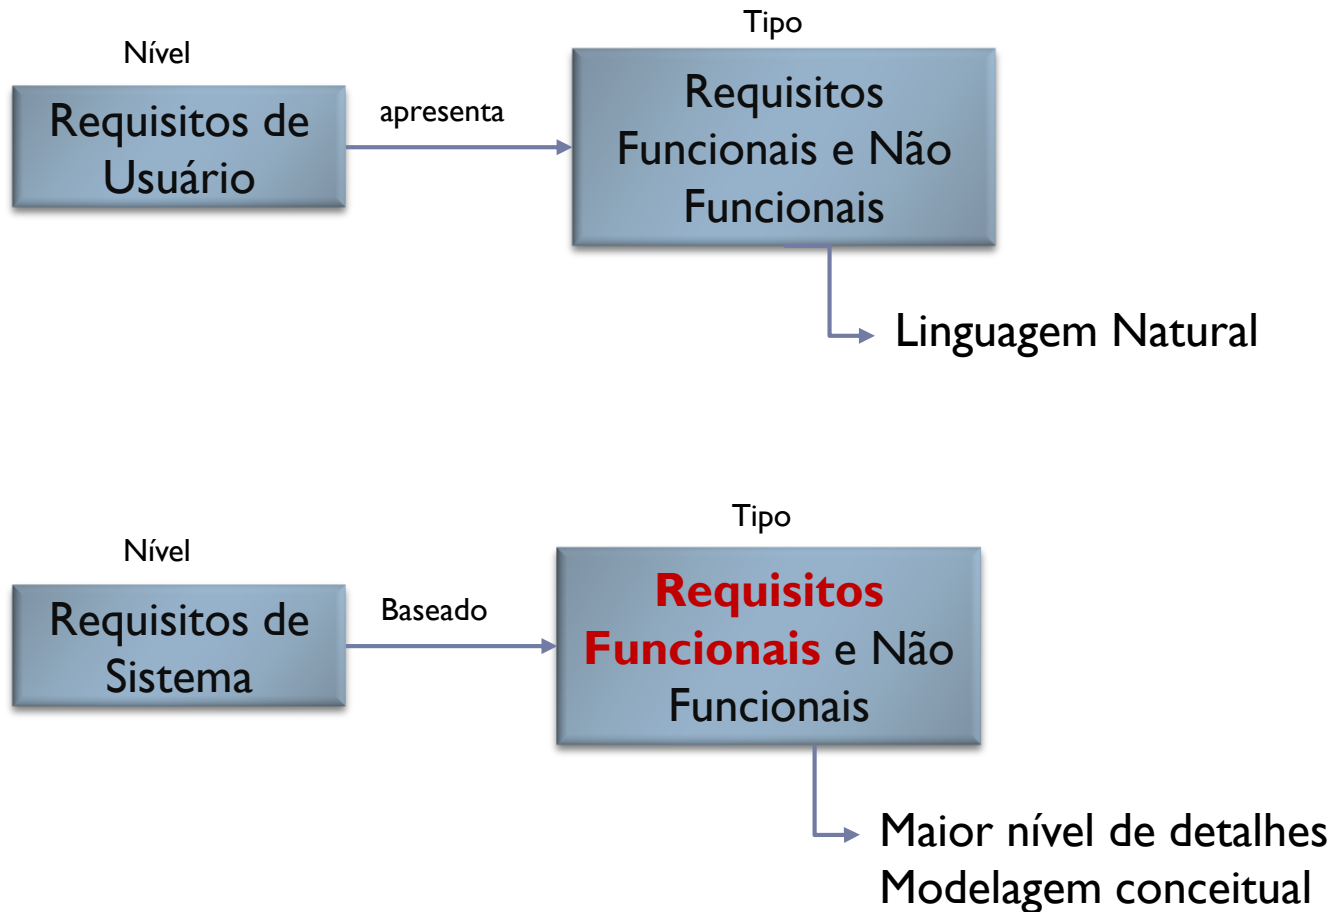 Tipo
Nível
Requisitos de
Usuário
apresenta
Requisitos
Funcionais e Não
Funcionais
Linguagem Natural
Tipo
Nível
Requisitos de
Sistema
Baseado
Requisitos
Funcionais e Não
Funcionais
Maior nível de detalhes
Modelagem conceitual